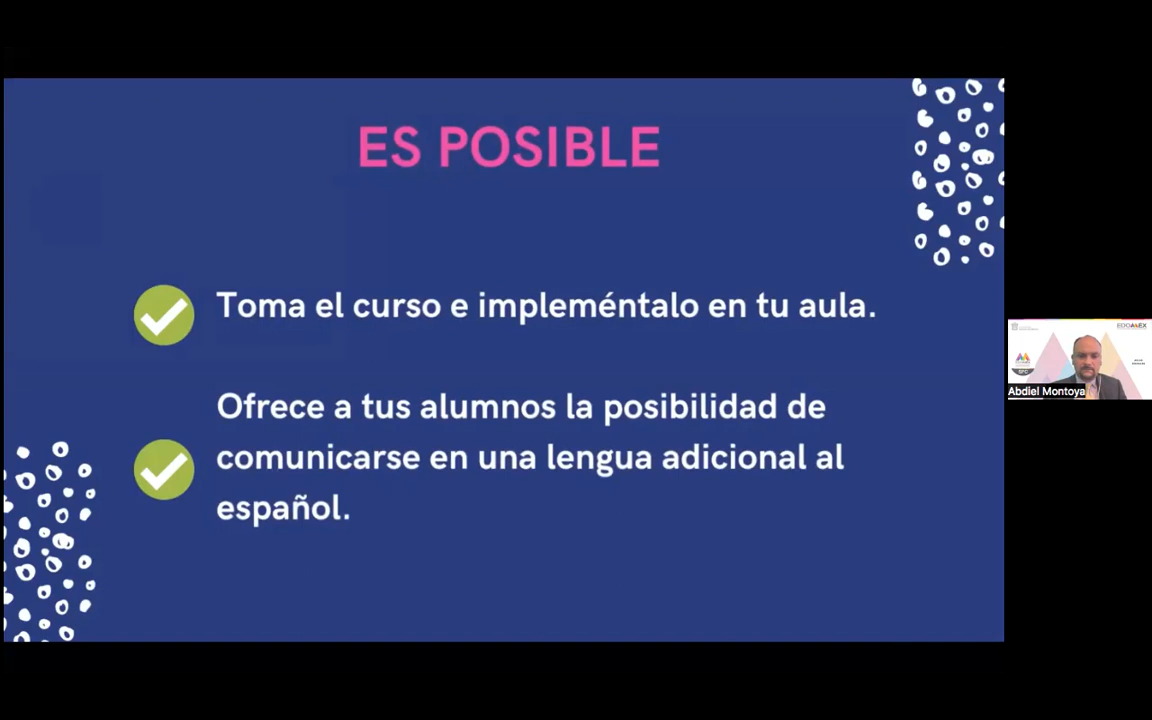 ES POSIBLE
Toma el curso e impleméntalo en tu aula.
Ofrece a tus alumnos la posibilidad de
comunicarse en una lengua adicional al
español.
EDOMÉX
Abdiel Montoya